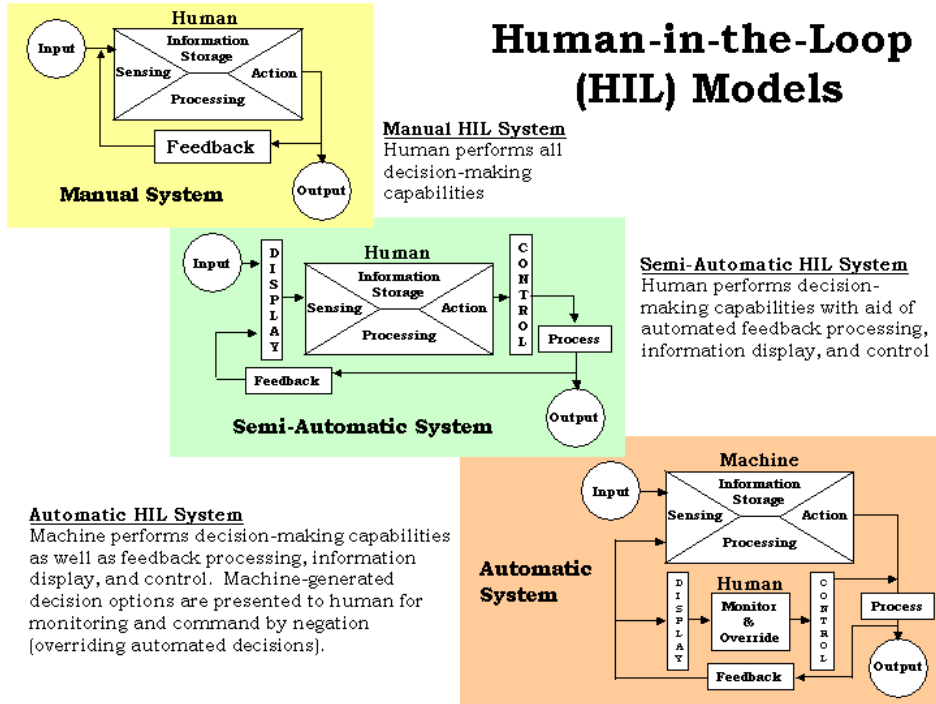 Human-in-the-Loop
(HIL) Models
Human
Input
Information
Storage
Sensing
Action
Processing
Feedback
Output
Manual System
Manual HIL System
Human performs all
decision-making
capabilities
Human
Input
DISPLAY
Information
Storage
Sensing
Action
Processing
CONTROL
Process
Feedback
Output
Semi-Automatic System
Semi-Automatic HIL System
Human performs decision-
making capabilities with aid of
automated feedback processing,
information display, and control
Automatic HIL System
Machine performs decision-making capabilities
as well as feedback processing, information
display, and control. Machine-generated
decision options are presented to human for
monitoring and command by negation
(overriding automated decisions).
Machine
Input
Information
Storage
Sensing
Action
Processing
Automatic
System
DISPLAY
Human
Monitor
&
Override
CONTROL
Process
Feedback
Output